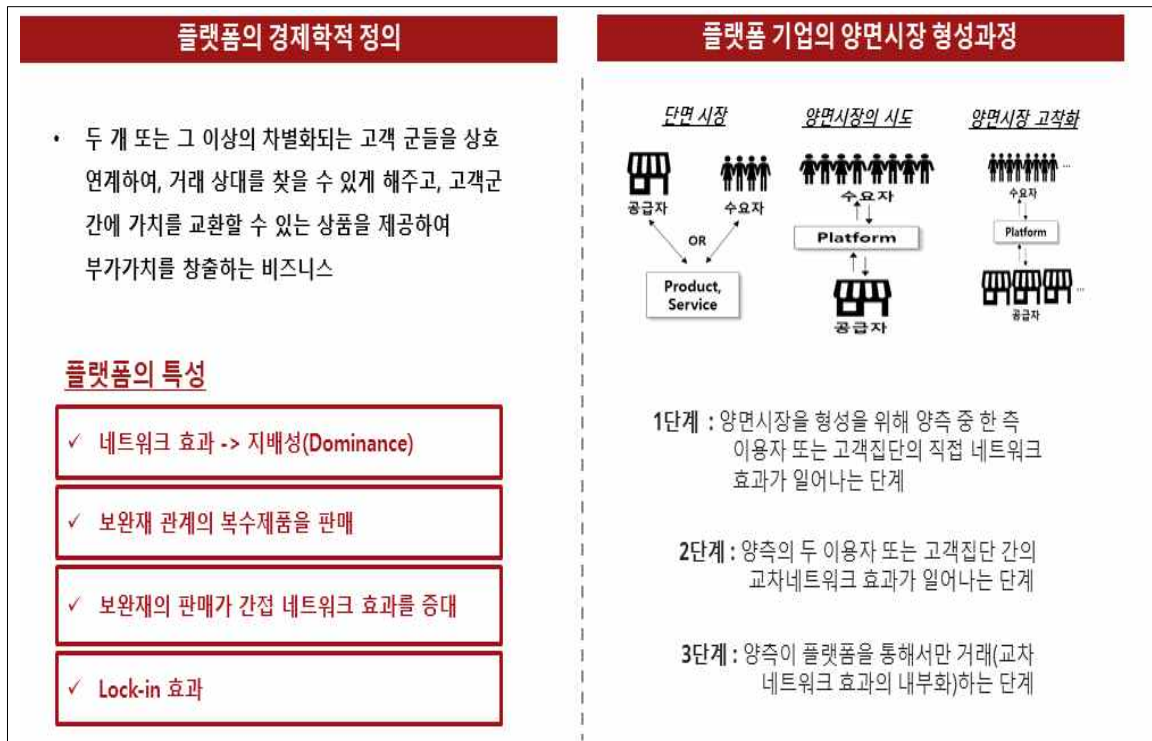 플랫폼의 경제학적 정의
• 두 개 또는 그 이상의 차별화되는 고객 군들을 상호
연계하여, 거래 상대를 찾을 수 있게 해주고, 고객군
간에 가치를 교환할 수 있는 상품을 제공하여
부가가치를 창출하는 비즈니스
플랫폼의 특성
✓ 네트워크 효과 -> 지배성(Dominance)
✓ 보완재 관계의 복수제품을 판매
✓ 보완재의 판매가 간접 네트워크 효과를 증대
✓ Lock-in 효과
플랫폼 기업의 양면시장 형성과정
단면 시장
공급자 수요자
OR
Product,
Service
양면시장의 시도
수요자
Platform
공급자
양면시장 고착화
...
수요자
Platform
...
공급자
1단계 : 양면시장을 형성을 위해 양측 중 한 측
이용자 또는 고객집단의 직접 네트워크
효과가 일어나는 단계
2단계 : 양측의 두 이용자 또는 고객집단 간의
교차네트워크 효과가 일어나는 단계
3단계 : 양측이 플랫폼을 통해서만 거래(교차
네트워크 효과의 내부화)하는 단계